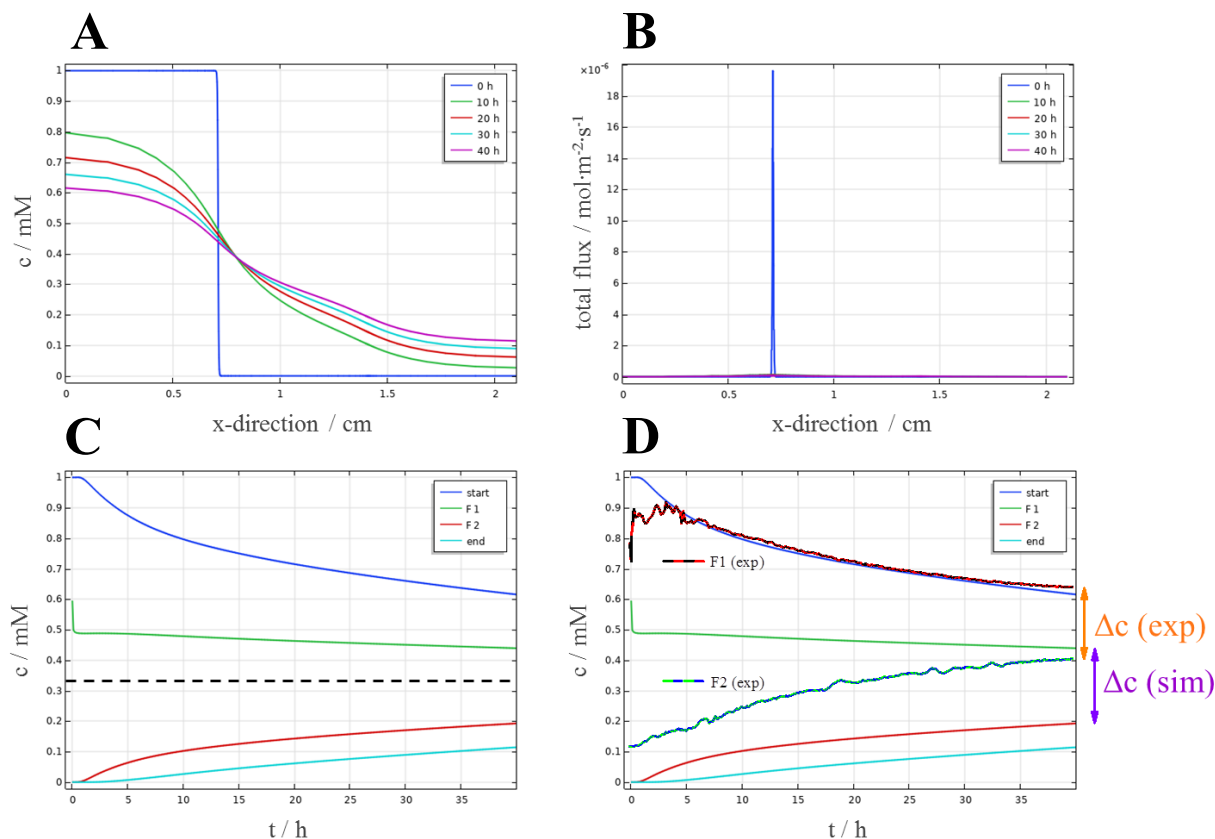 A
c / mM
1
0.9
0.8
0.7
0.6
0.5
0.4
0.3
0.2
0.1
0
0 h
10 h
20 h
30 h
40 h
0
0.5
1
1.5
2
x-direction / cm
B
×10⁻⁶
total flux / mol·m⁻²·s⁻¹
18
16
14
12
10
8
6
4
2
0
0 h
10 h
20 h
30 h
40 h
0
0.5
1
1.5
2
x-direction / cm
C
c / mM
1
0.9
0.8
0.7
0.6
0.5
0.4
0.3
0.2
0.1
0
start
F 1
F 2
end
0
5
10
15
20
25
30
35
t / h
D
c / mM
1
0.9
0.8
0.7
0.6
0.5
0.4
0.3
0.2
0.1
0
start
F 1
F 2
end
F1 (exp)
F2 (exp)
Δc (exp)
Δc (sim)
0
5
10
15
20
25
30
35
t / h